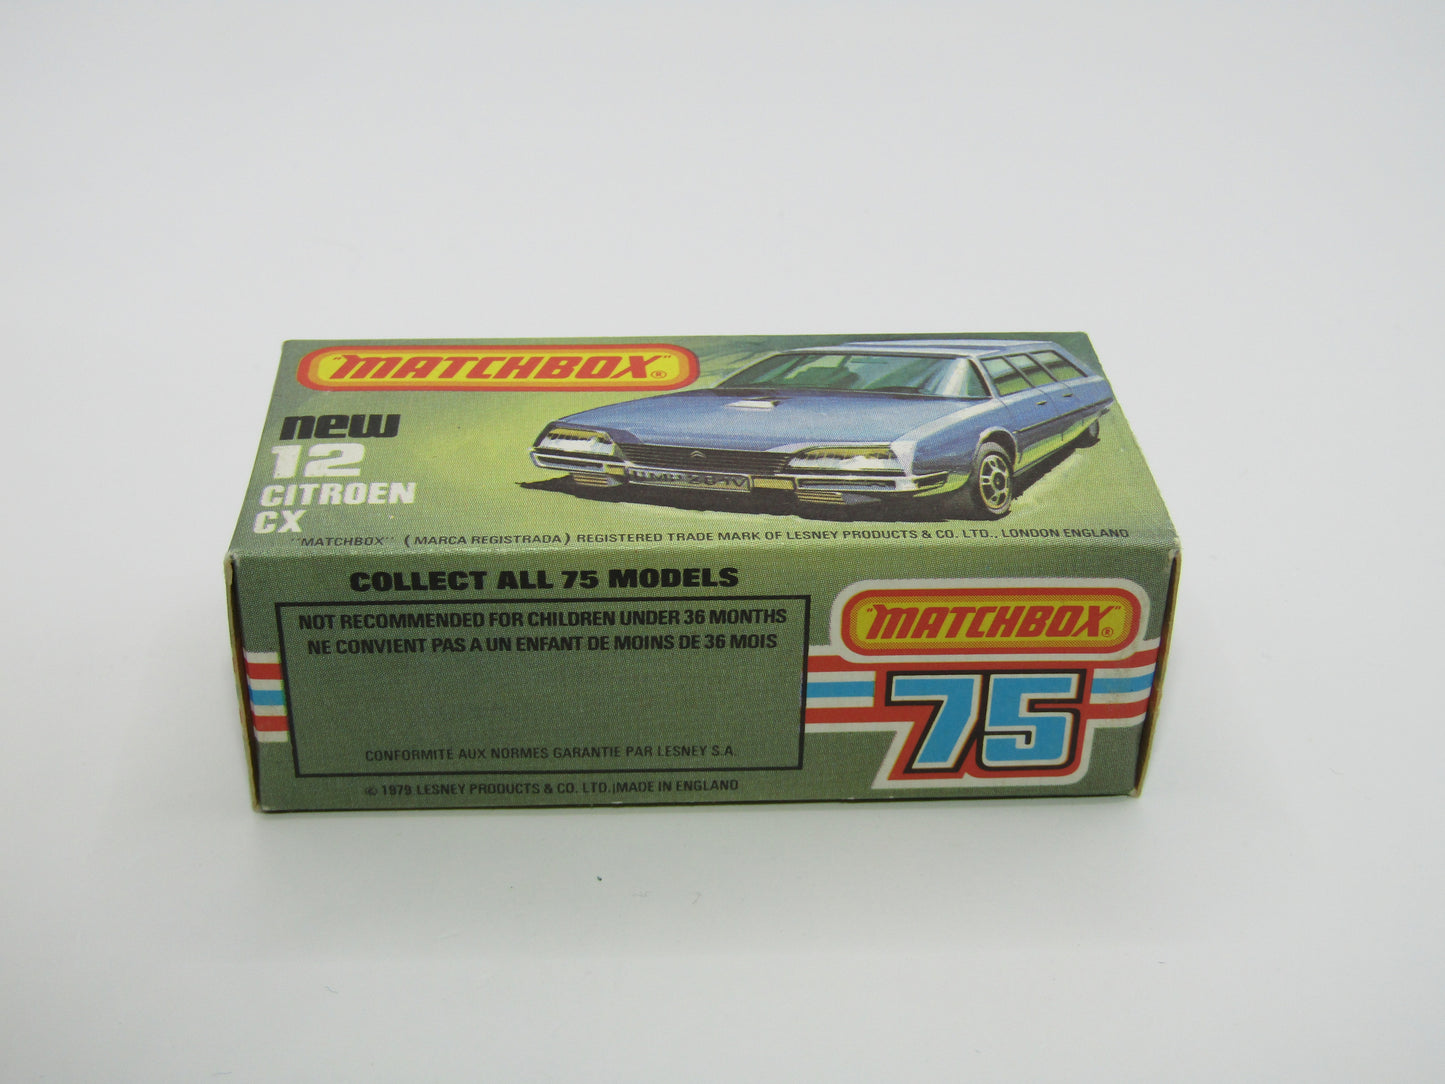 "MATCHBOX"®
new
12
CITROEN
CX
"MATCHBOX" (MARCA REGISTRADA) REGISTERED TRADE MARK OF LESNEY PRODUCTS & CO. LTD., LONDON ENGLAND
COLLECT ALL 75 MODELS
NOT RECOMMENDED FOR CHILDREN UNDER 36 MONTHS
NE CONVIENT PAS A UN ENFANT DE MOINS DE 36 MOIS
CONFORMITE AUX NORMES GARANTIE PAR LESNEY S.A.
© 1979 LESNEY PRODUCTS & CO. LTD. MADE IN ENGLAND
"MATCHBOX"®
75